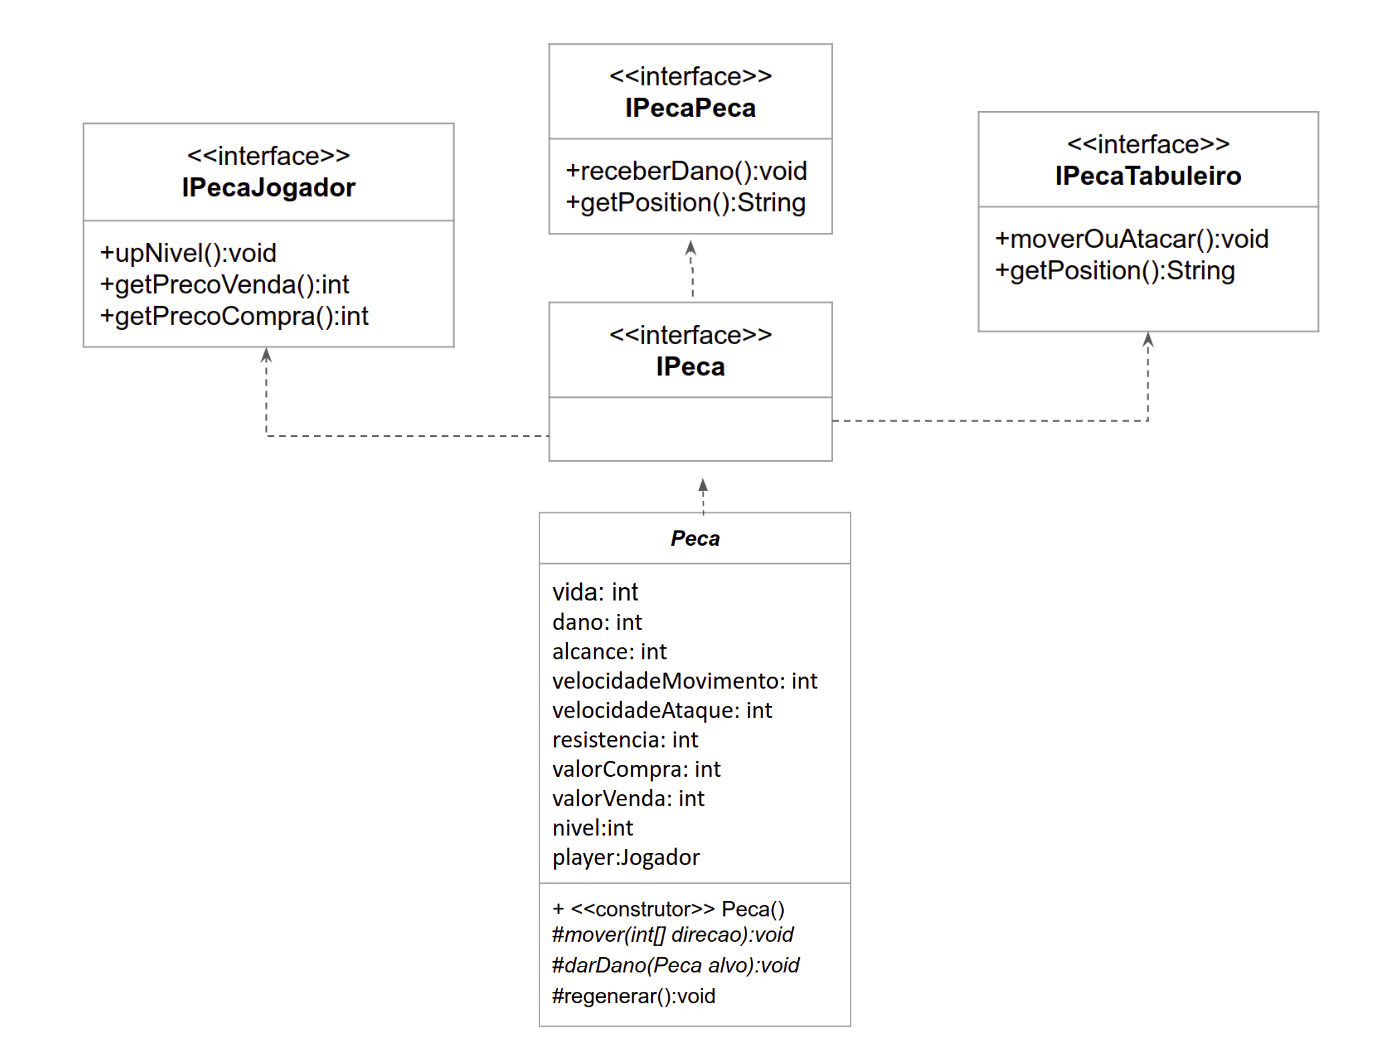 <<interface>>
IPecaPeca
+receberDano():void
+getPosition():String
<<interface>>
IPecaJogador
+upNivel():void
+getPrecoVenda():int
+getPrecoCompra():int
<<interface>>
IPecaTabuleiro
+moverOuAtacar():void
+getPosition():String
<<interface>>
IPeca
Peca
vida: int
dano: int
alcance: int
velocidadeMovimento: int
velocidadeAtaque: int
resistencia: int
valorCompra: int
valorVenda: int
nivel:int
player:Jogador
+ <<construtor>> Peca()
#mover(int[] direcao):void
#darDano(Peca alvo):void
#regenerar():void